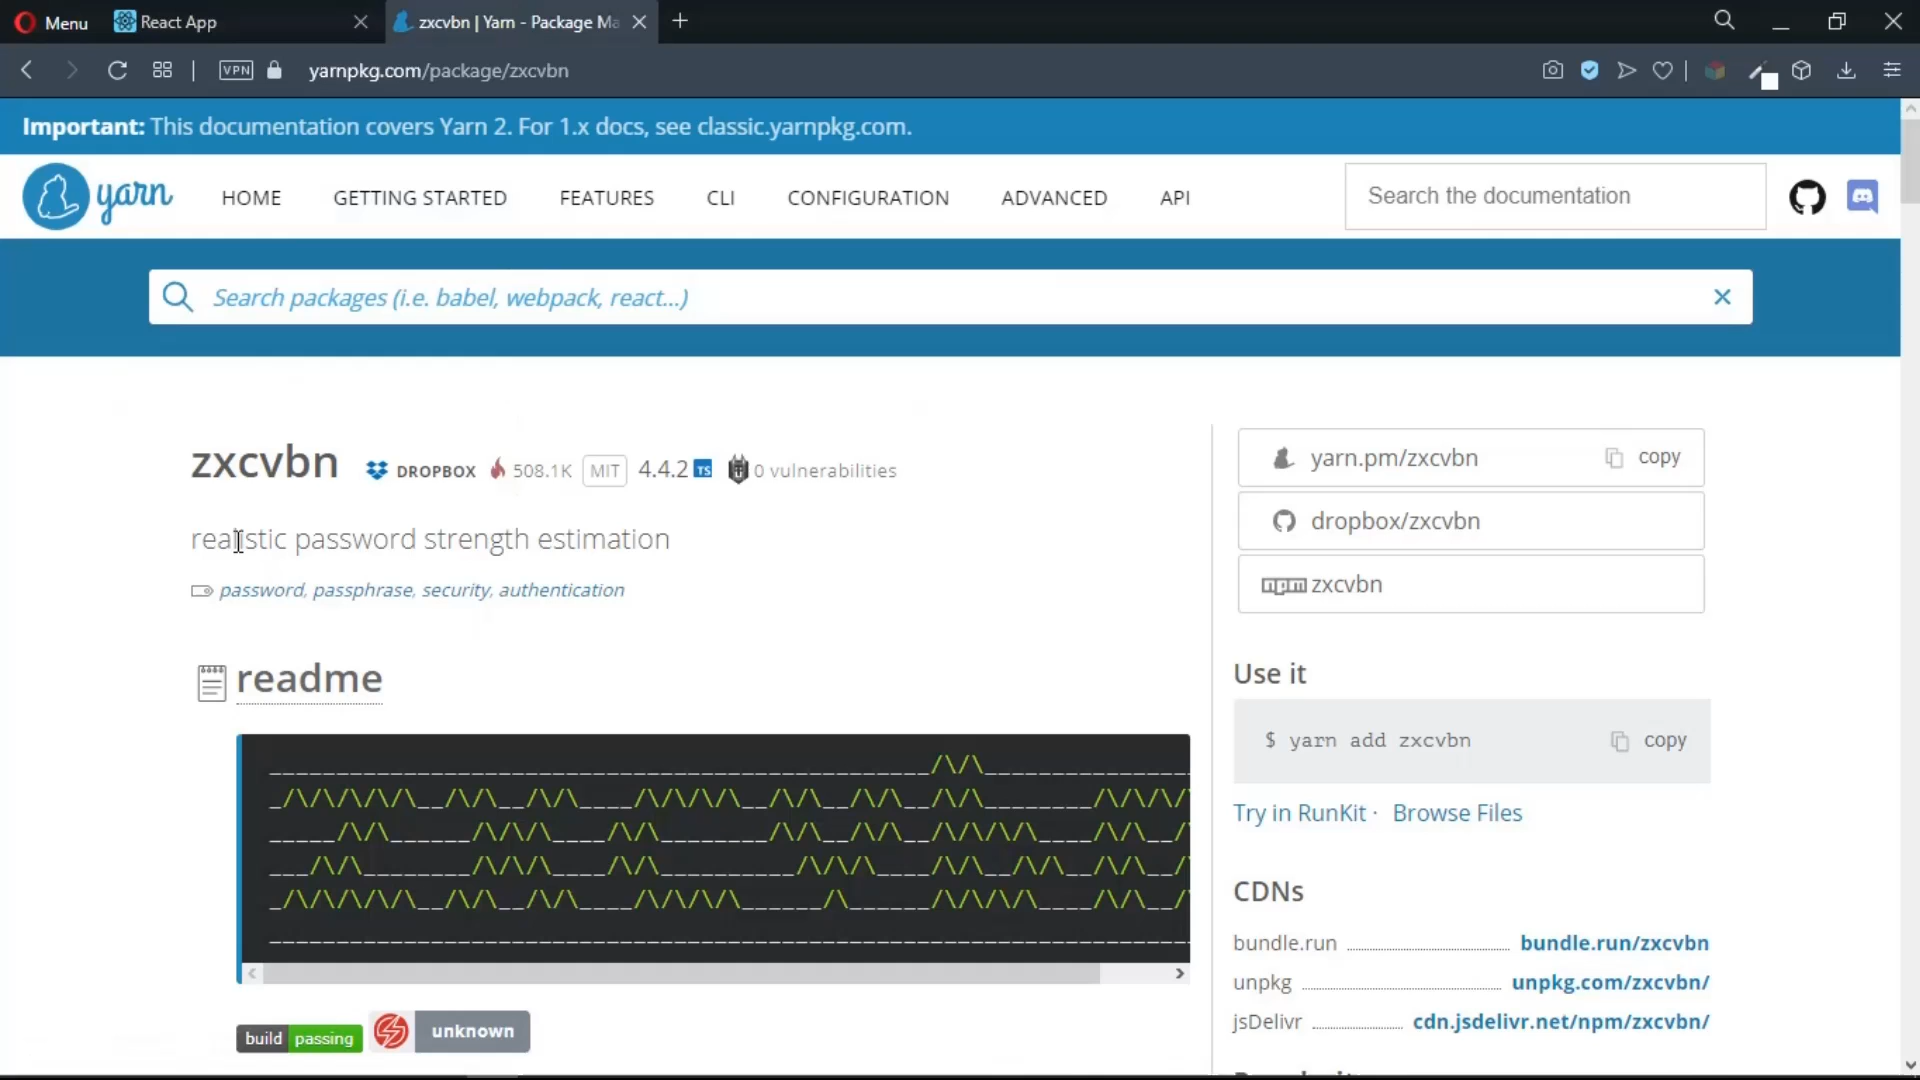 Menu
React App
zxcvbn | Yarn - Package Ma
VPN
yarnpkg.com/package/zxcvbn
Important: This documentation covers Yarn 2. For 1.x docs, see classic.yarnpkg.com.
yarn
HOME
GETTING STARTED
FEATURES
CLI
CONFIGURATION
ADVANCED
API
Search the documentation
Search packages (i.e. babel, webpack, react...)
zxcvbn
DROPBOX
508.1K
MIT
4.4.2
TS
0 vulnerabilities
realistic password strength estimation
password, passphrase, security, authentication
readme
build passing
unknown
yarn.pm/zxcvbn
copy
dropbox/zxcvbn
npm zxcvbn
Use it
$ yarn add zxcvbn
copy
Try in RunKit · Browse Files
CDNs
bundle.run bundle.run/zxcvbn
unpkg unpkg.com/zxcvbn/
jsDelivr cdn.jsdelivr.net/npm/zxcvbn/